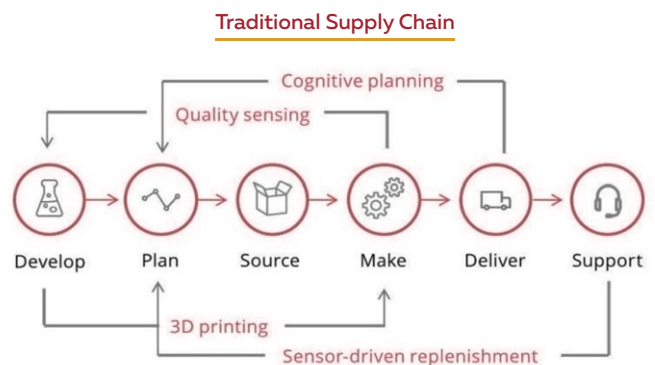 Traditional Supply Chain
Cognitive planning
Quality sensing
Develop
Plan
Source
Make
Deliver
Support
3D printing
Sensor-driven replenishment